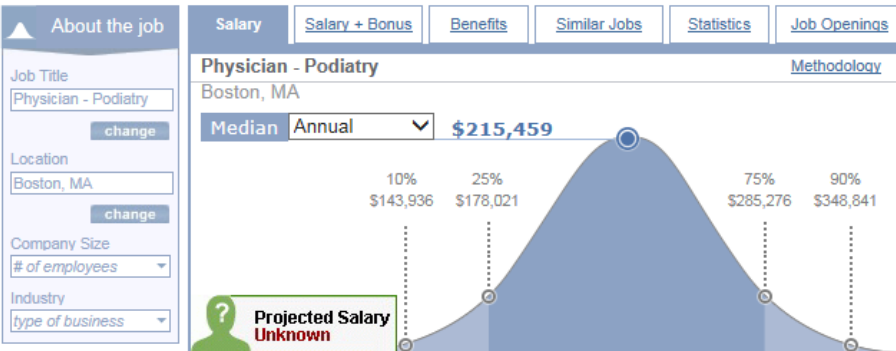 About the job
Job Title
Physician - Podiatry
change
Location
Boston, MA
change
Company Size
# of employees
Industry
type of business
Salary
Salary + Bonus
Benefits
Similar Jobs
Statistics
Job Openings
Physician - Podiatry
Methodology
Boston, MA
Median Annual $215,459
10% 25% 75% 90%
$143,936 $178,021 $285,276 $348,841
?
Projected Salary
Unknown